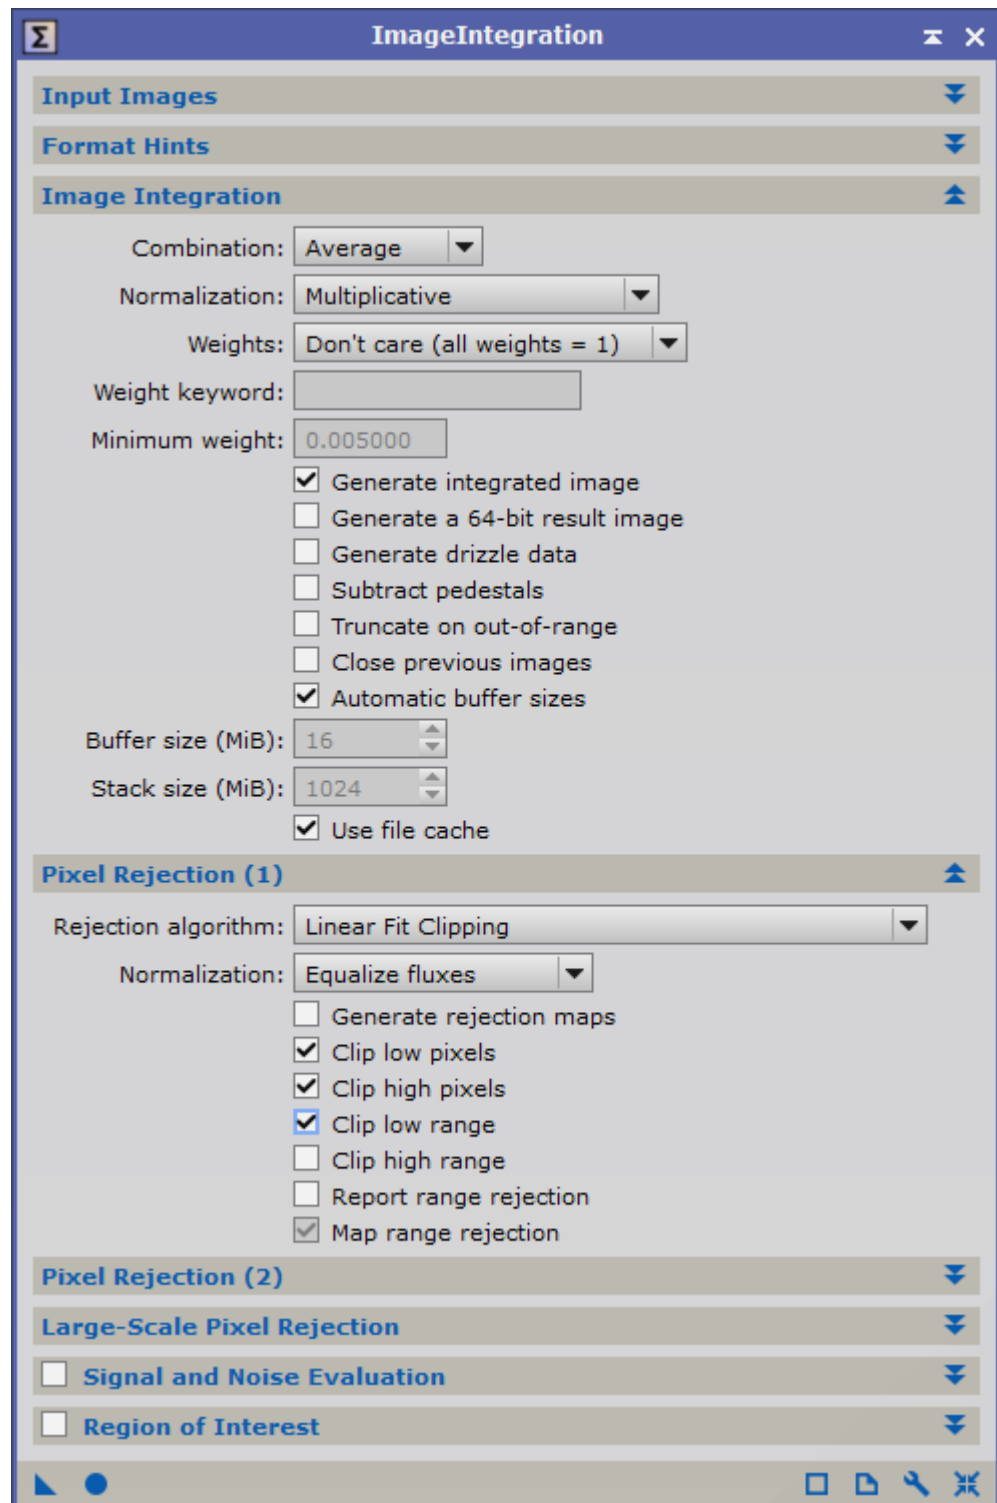 ImageIntegration
Input Images
Format Hints
Image Integration
Combination: Average
Normalization: Multiplicative
Weights: Don't care (all weights = 1)
Weight keyword:
Minimum weight: 0.005000
Generate integrated image
Generate a 64-bit result image
Generate drizzle data
Subtract pedestals
Truncate on out-of-range
Close previous images
Automatic buffer sizes
Buffer size (MiB): 16
Stack size (MiB): 1024
Use file cache
Pixel Rejection (1)
Rejection algorithm: Linear Fit Clipping
Normalization: Equalize fluxes
Generate rejection maps
Clip low pixels
Clip high pixels
Clip low range
Clip high range
Report range rejection
Map range rejection
Pixel Rejection (2)
Large-Scale Pixel Rejection
Signal and Noise Evaluation
Region of Interest